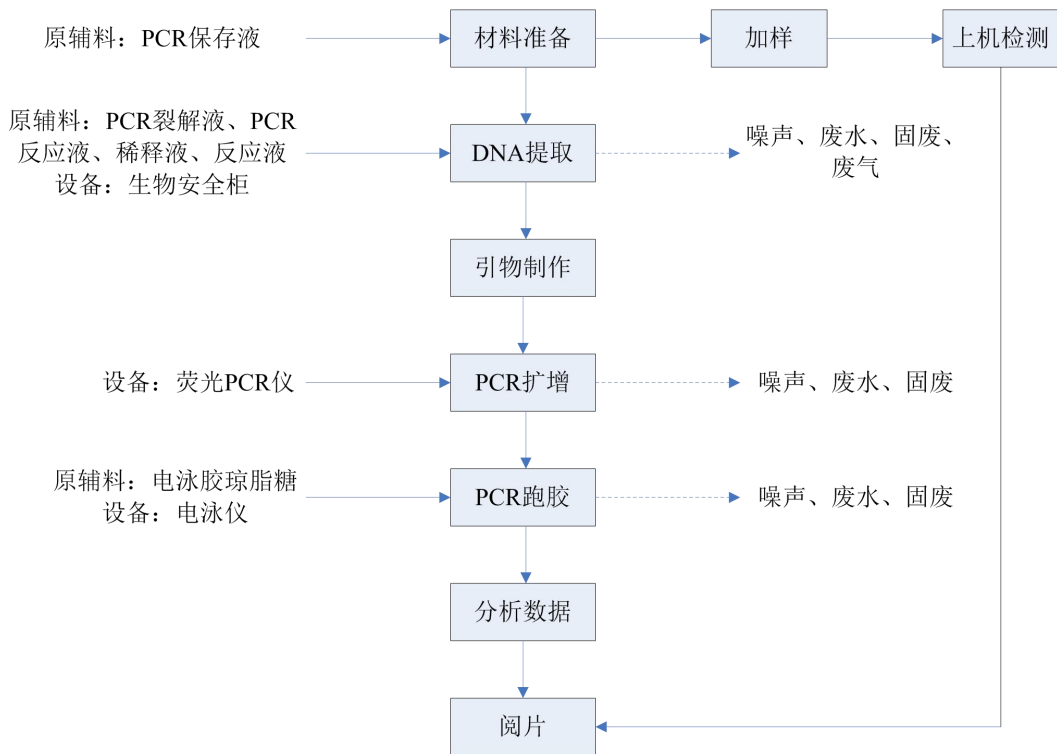 原辅料：PCR保存液
材料准备
加样
上机检测
原辅料：PCR裂解液、PCR
反应液、稀释液、反应液
设备：生物安全柜
DNA提取
噪声、废水、固废、
废气
引物制作
设备：荧光PCR仪
PCR扩增
噪声、废水、固废
原辅料：电泳胶琼脂糖
设备：电泳仪
PCR跑胶
噪声、废水、固废
分析数据
阅片